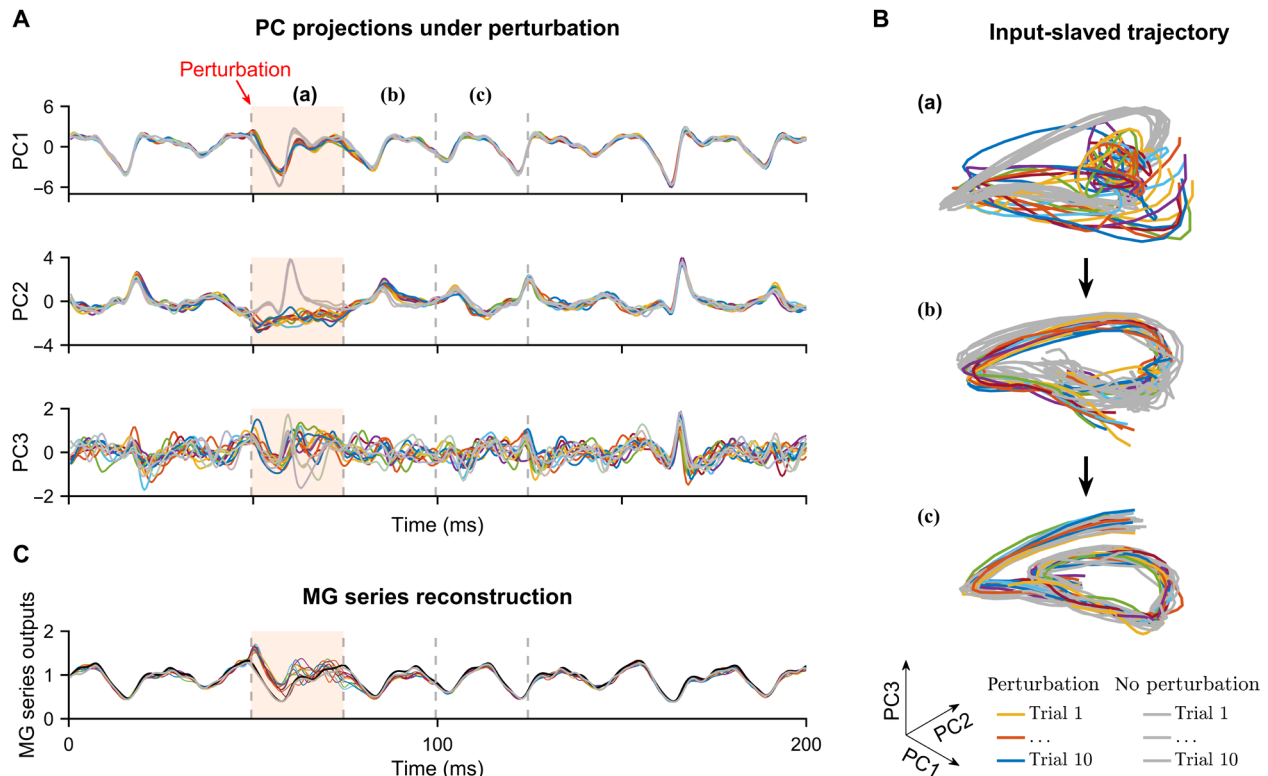 A
PC projections under perturbation
Perturbation
(a)
(b)
(c)
6
0
−6
PC1
4
0
−4
PC2
2
0
−2
PC3
Time (ms)
C
MG series reconstruction
2
1
0
MG series outputs
0
100
200
Time (ms)
B
Input-slaved trajectory
(a)
(b)
(c)
PC3
PC2
PC1
Perturbation
Trial 1
...
Trial 10
No perturbation
Trial 1
...
Trial 10